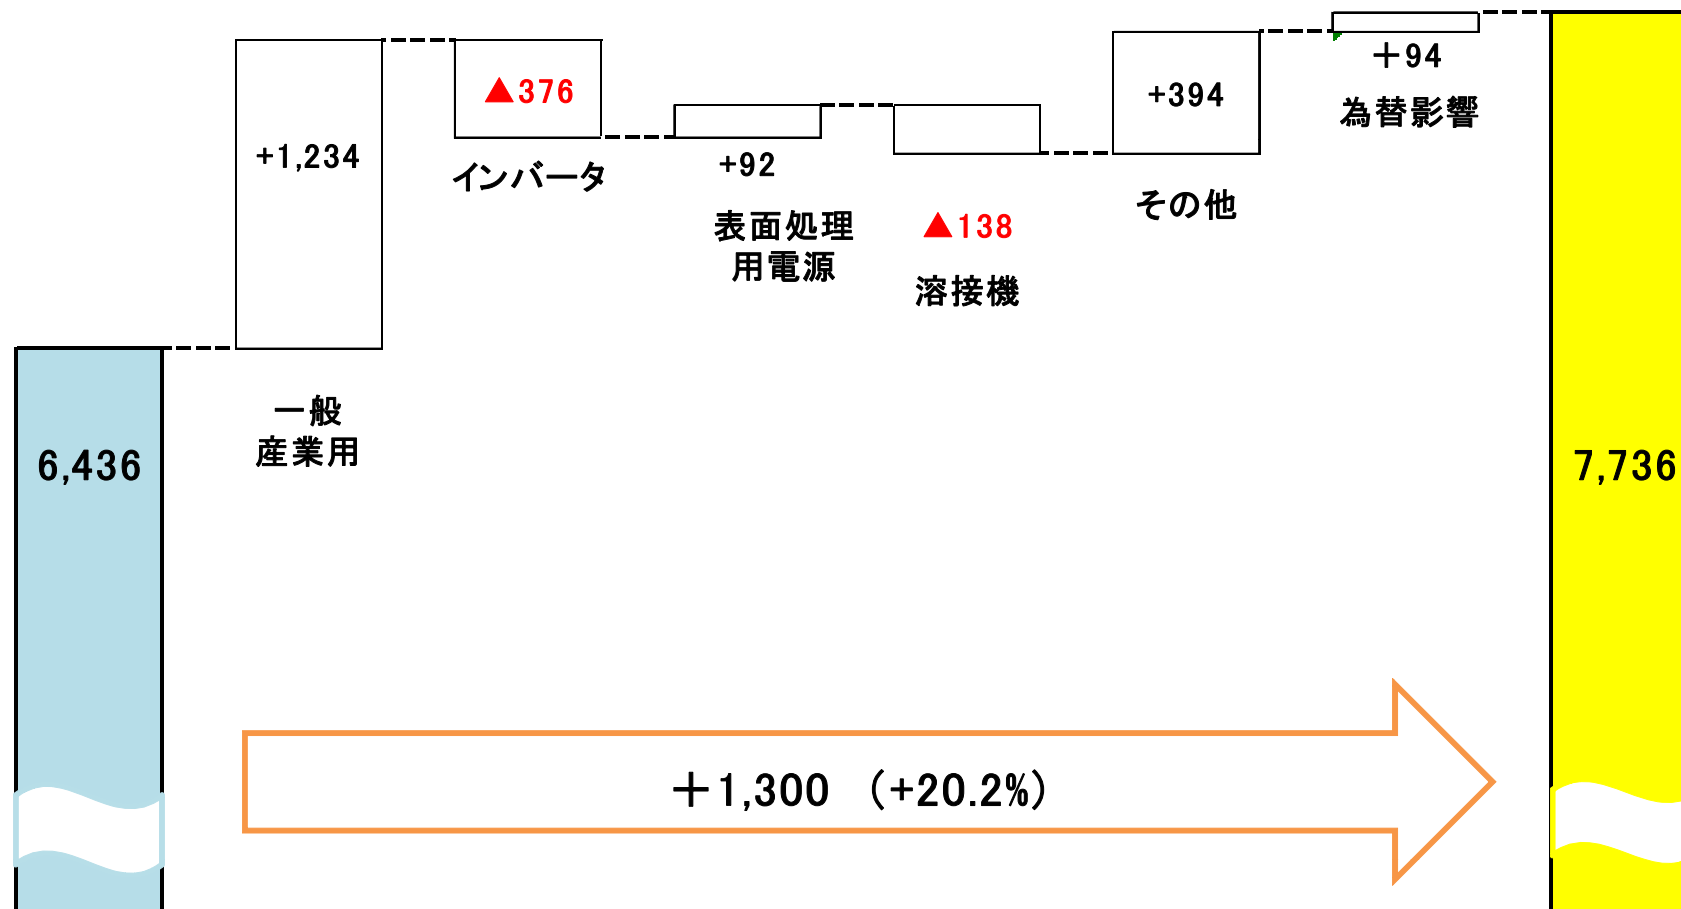 6,436
+1,234
一般
産業用
▲376
インバータ
+92
表面処理
用電源
▲138
溶接機
+394
その他
＋94
為替影響
7,736
＋1,300 （+20.2%）